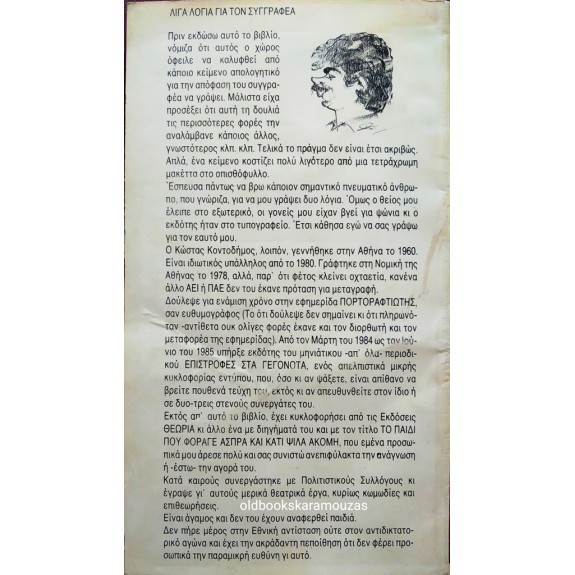 ΛΙΓΑ ΛΟΓΙΑ ΓΙΑ ΤΟΝ ΣΥΓΓΡΑΦΕΑ
Πριν εκδώσω αυτό το βιβλίο,
νόμιζα ότι αυτός ο χώρος
όφειλε να καλυφθεί από
κάποιο κείμενο απολογητικό
για την απόφαση του συγγρα-
φέα να γράψει. Μάλιστα είχα
προσέξει ότι αυτή τη δουλιά
τις περισσότερες φορές την
αναλάμβανε κάποιος άλλος,
γνωστότερος κλπ. κλπ. Τελικά το πράγμα δεν είναι έτσι ακριβώς.
Απλά, ένα κείμενο κοστίζει πολύ λιγότερο από μια τετράχρωμη
μακέττα στο οπισθόφυλλο.
Έσπευσα πάντως να βρω κάποιον σημαντικό πνευματικό άνθρω-
πο, που γνώριζα, για να μου γράψει δυο λόγια. Όμως ο θείος μου
έλειπε στο εξωτερικό, οι γονείς μου είχαν βγεί για ψώνια κι ο
εκδότης ήταν στο τυπογραφείο. Έτσι κάθησα εγώ να σας γράψω
για τον εαυτό μου.
Ο Κώστας Κοντοδήμος, λοιπόν, γεννήθηκε στην Αθήνα το 1960.
Είναι ιδιωτικός υπάλληλος από το 1980. Γράφτηκε στη Νομική της
Αθήνας το 1978, αλλά, παρ' ότι φέτος κλείνει οχταετία, κανένα
άλλο ΑΕΙ ή ΠΑΕ δεν του έκανε πρόταση για μεταγραφή.
Δούλεψε για ενάμιση χρόνο στην εφημερίδα ΠΟΡΤΟΡΑΦΤΙΩΤΗΣ,
σαν ευθυμογράφος (Το ότι δούλεψε δεν σημαίνει κι ότι πληρωνό-
ταν -αντίθετα ουκ ολίγες φορές έκανε και τον διορθωτή και τον
μεταφορέα της εφημερίδας). Από τον Μάρτη του 1984 ως τον Ιού-
νιο του 1985 υπήρξε εκδότης του μηνιάτικου -απ' όλα- περιοδι-
κού ΕΠΙΣΤΡΟΦΕΣ ΣΤΑ ΓΕΓΟΝΟΤΑ, ενός απελπιστικά μικρής
κυκλοφορίας εντύπου, που, όσο κι αν ψάξετε, είναι απίθανο να
βρείτε πουθενά τεύχη του, εκτός κι αν απευθυνθείτε στον ίδιο ή
σε δυο-τρεις στενούς συνεργάτες του.
Εκτός απ' αυτό το βιβλίο, έχει κυκλοφορήσει από τις Εκδόσεις
ΘΕΩΡΙΑ κι άλλο ένα με διηγήματά του και με τον τίτλο ΤΟ ΠΑΙΔΙ
ΠΟΥ ΦΟΡΑΓΕ ΑΣΠΡΑ ΚΑΙ ΚΑΤΙ ΨΙΛΑ ΑΚΟΜΗ, που εμένα προσω-
πικά μου άρεσε πολύ και σας συνιστώ ανεπιφύλακτα την ανάγνωση
ή -έστω- την αγορά του.
Κατά καιρούς συνεργάστηκε με Πολιτιστικούς Συλλόγους κι
έγραψε γι' αυτούς μερικά θεατρικά έργα, κυρίως κωμωδίες και
επιθεωρήσεις.
oldbookskaramouzas
Είναι άγαμος και δεν του έχουν αναφερθεί παιδιά.
Δεν πήρε μέρος στην Εθνική αντίσταση ούτε στον αντιδικτατο-
ρικό αγώνα και έχει την ακράδαντη πεποίθηση ότι δεν φέρει προ-
σωπικά την παραμικρή ευθύνη γι αυτό.